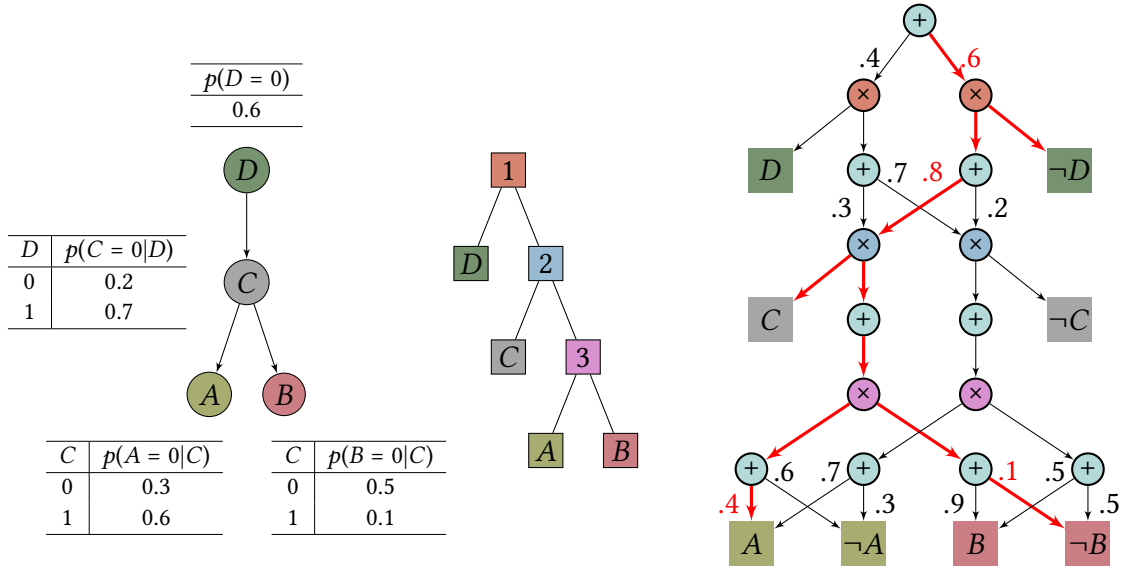 p(D = 0)
0.6
D
D p(C = 0|D)
0 0.2
1 0.7
C
A B
C p(A = 0|C)
0 0.3
1 0.6
C p(B = 0|C)
0 0.5
1 0.1
1
D 2
C 3
A B
+
.4 .6
× ×
D + .7 .8 + ¬D
.3 .2
× ×
C + + ¬C
× ×
+ .6 .7 + + .1 .5 +
.4 .3 .9 .5
A ¬A B ¬B